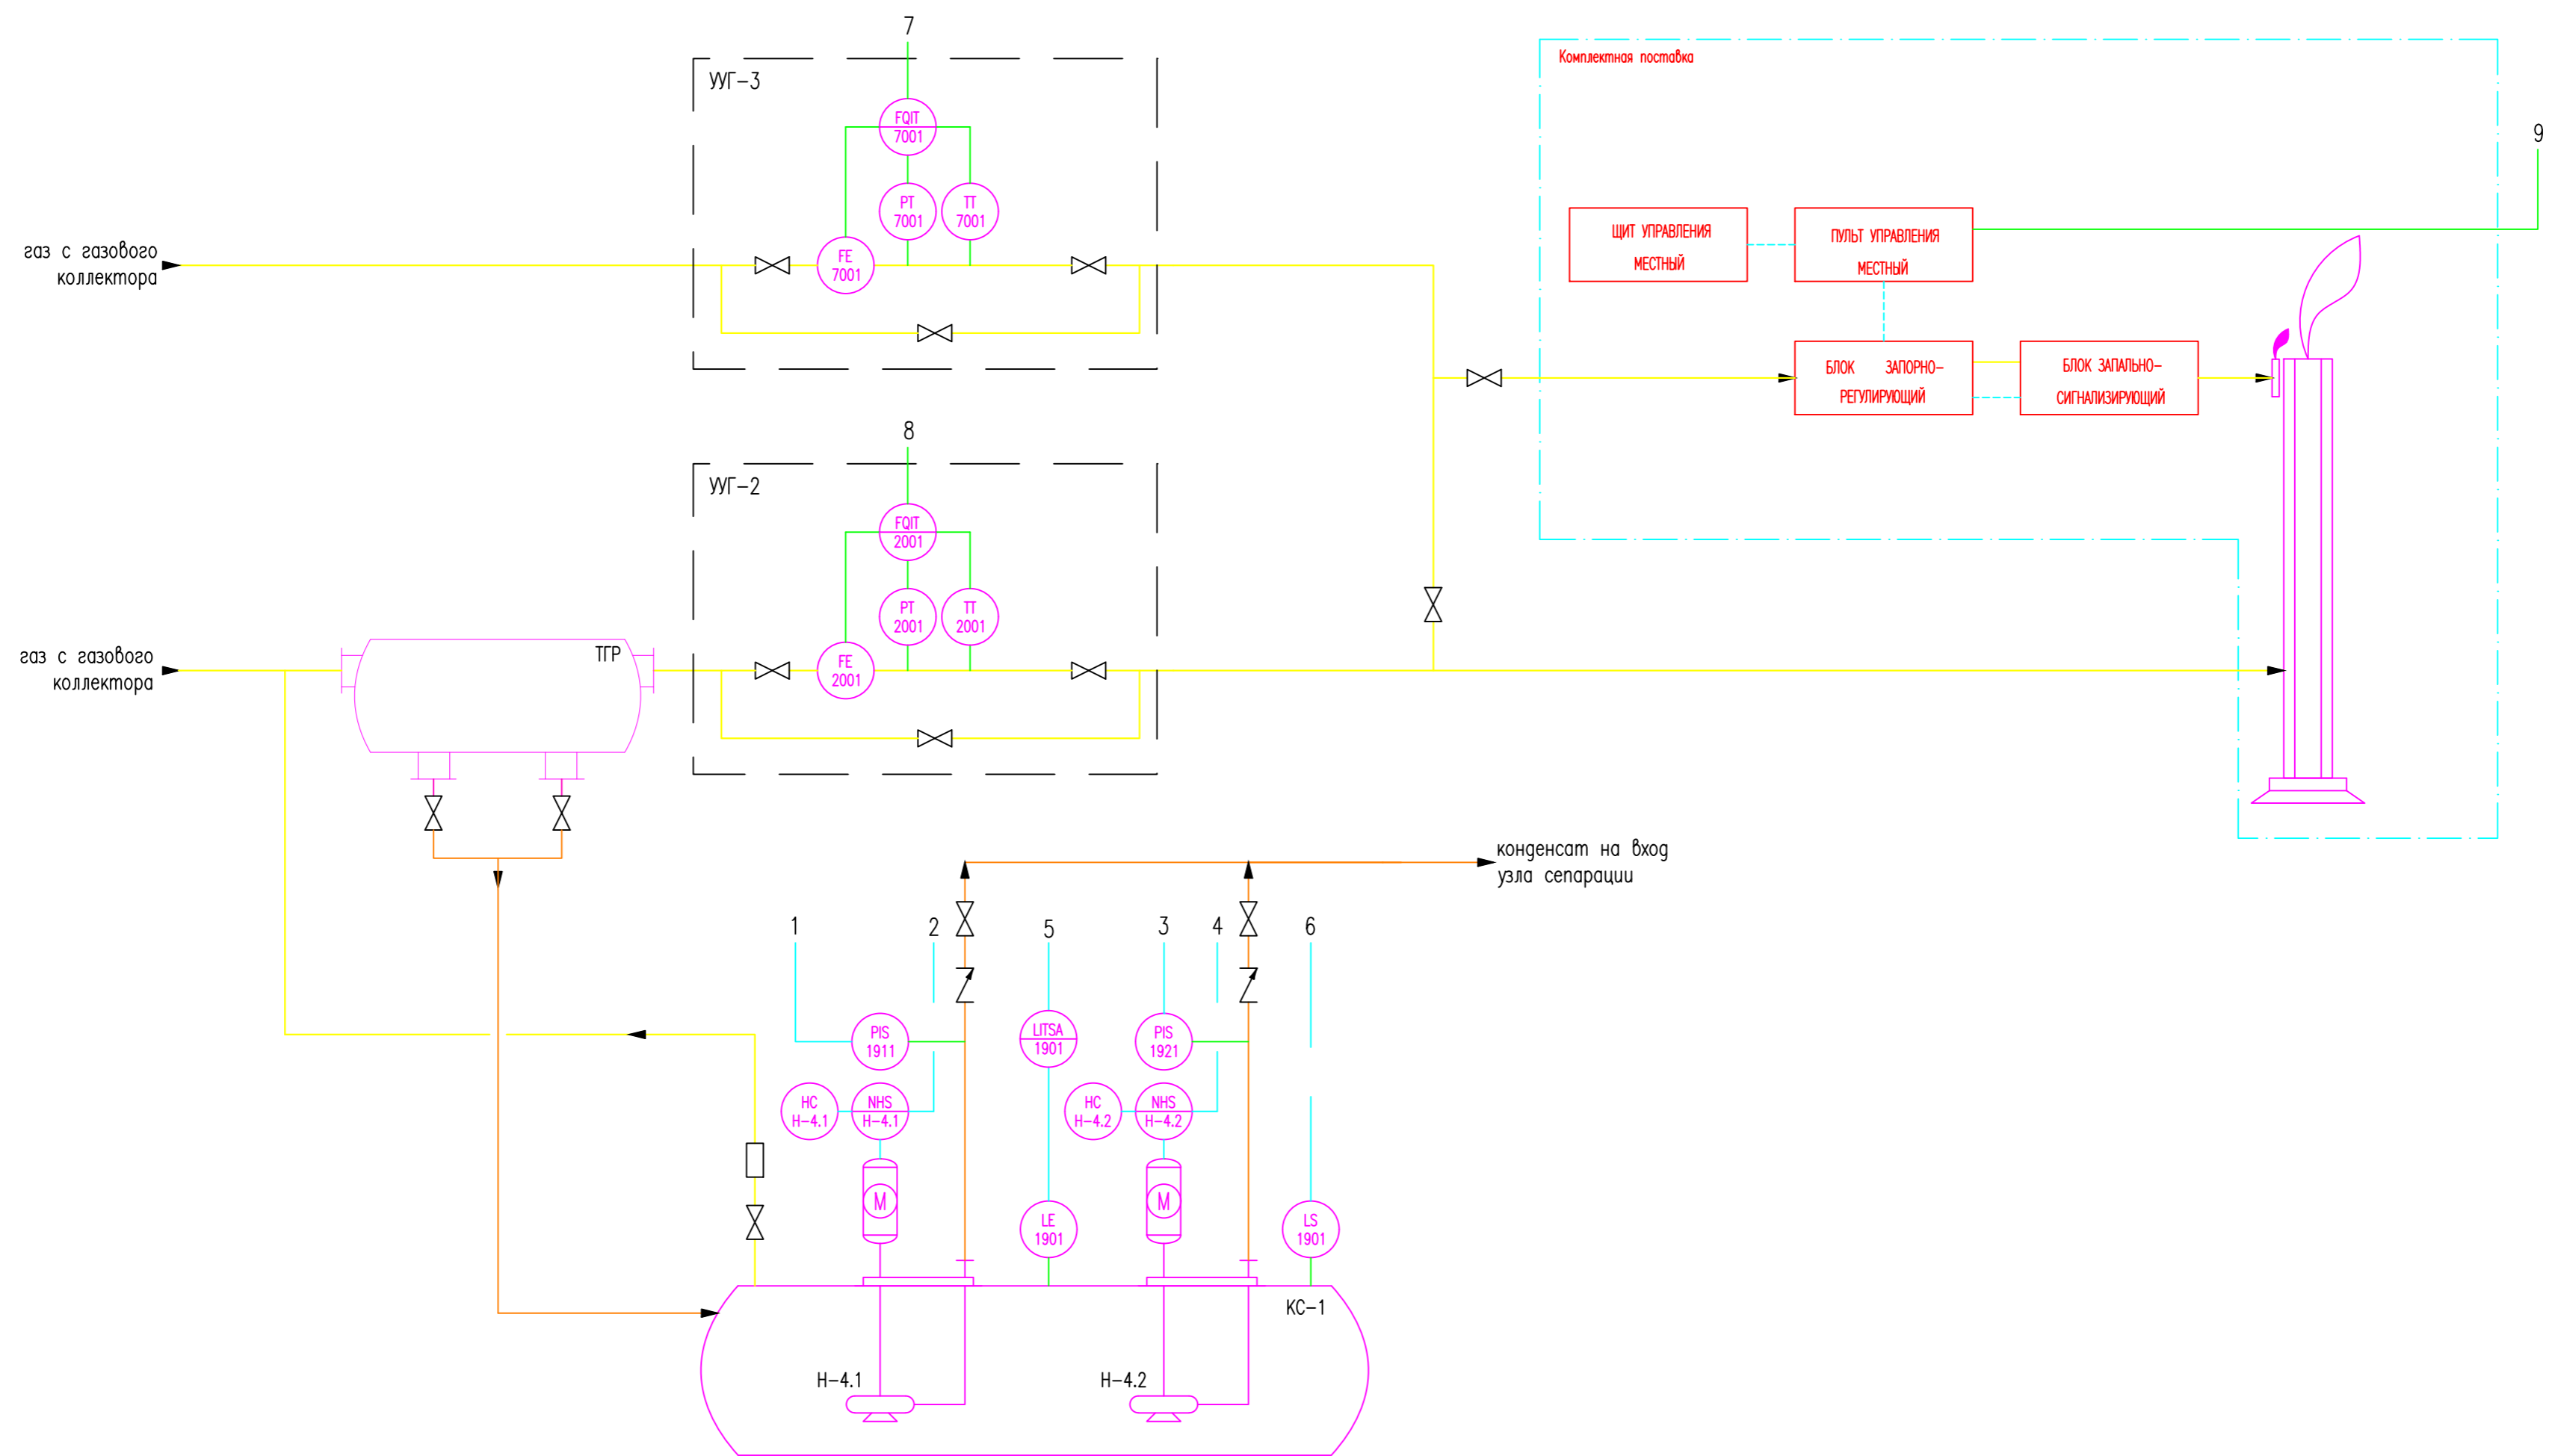 7
Комплектная поставка
УУГ-3
FQIT
7001
9
PT
7001
TT
7001
ЩИТ УПРАВЛЕНИЯ
МЕСТНЫЙ
ПУЛЬТ УПРАВЛЕНИЯ
МЕСТНЫЙ
газ с газового
коллектора
FE
7001
БЛОК ЗАПОРНО-
РЕГУЛИРУЮЩИЙ
БЛОК ЗАПАЛЬНО-
СИГНАЛИЗИРУЮЩИЙ
8
УУГ-2
FQIT
2001
PT
2001
TT
2001
газ с газового
коллектора
ТГР
FE
2001
конденсат на вход
узла сепарации
1
2
5
3
4
6
PIS
1911
LITSA
1901
PIS
1921
HC
Н-4.1
NHS
Н-4.1
HC
Н-4.2
NHS
Н-4.2
M
LE
1901
M
LS
1901
КС-1
Н-4.1
Н-4.2